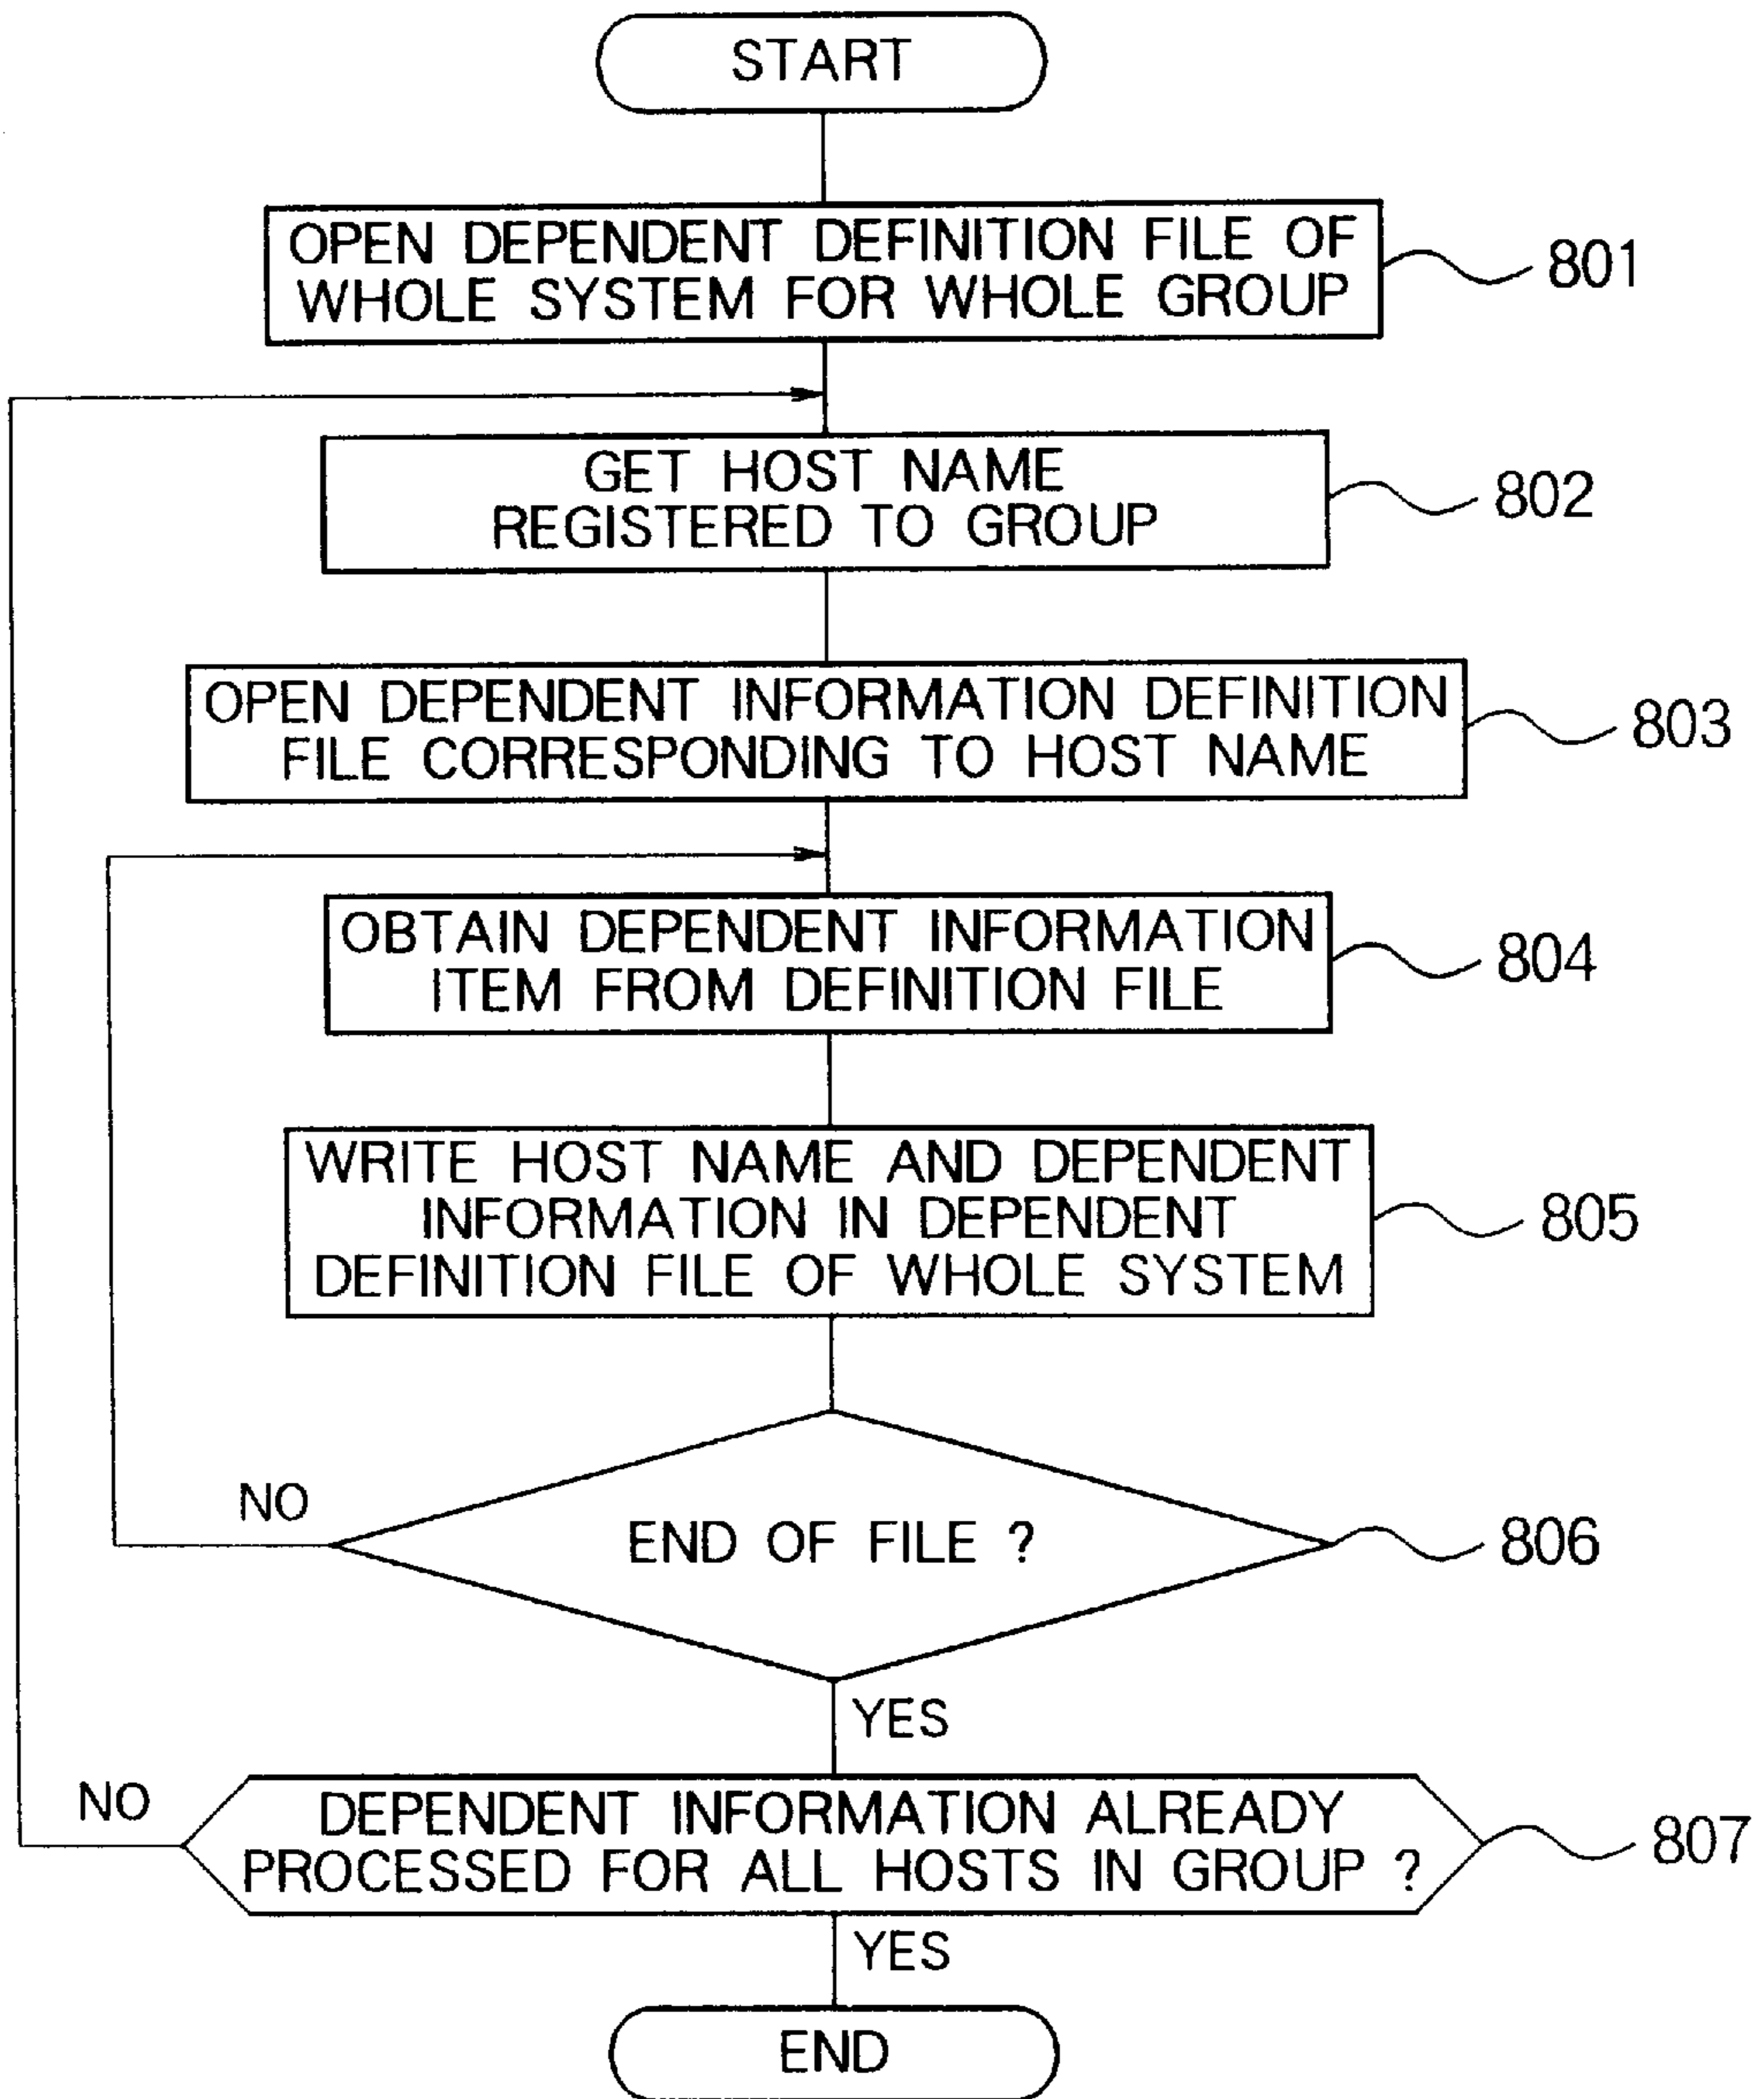 START
OPEN DEPENDENT DEFINITION FILE OF
WHOLE SYSTEM FOR WHOLE GROUP
801
GET HOST NAME
REGISTERED TO GROUP
802
OPEN DEPENDENT INFORMATION DEFINITION
FILE CORRESPONDING TO HOST NAME
803
OBTAIN DEPENDENT INFORMATION
ITEM FROM DEFINITION FILE
804
WRITE HOST NAME AND DEPENDENT
INFORMATION IN DEPENDENT
DEFINITION FILE OF WHOLE SYSTEM
805
NO
END OF FILE ?
806
YES
NO
DEPENDENT INFORMATION ALREADY
PROCESSED FOR ALL HOSTS IN GROUP ?
807
YES
END